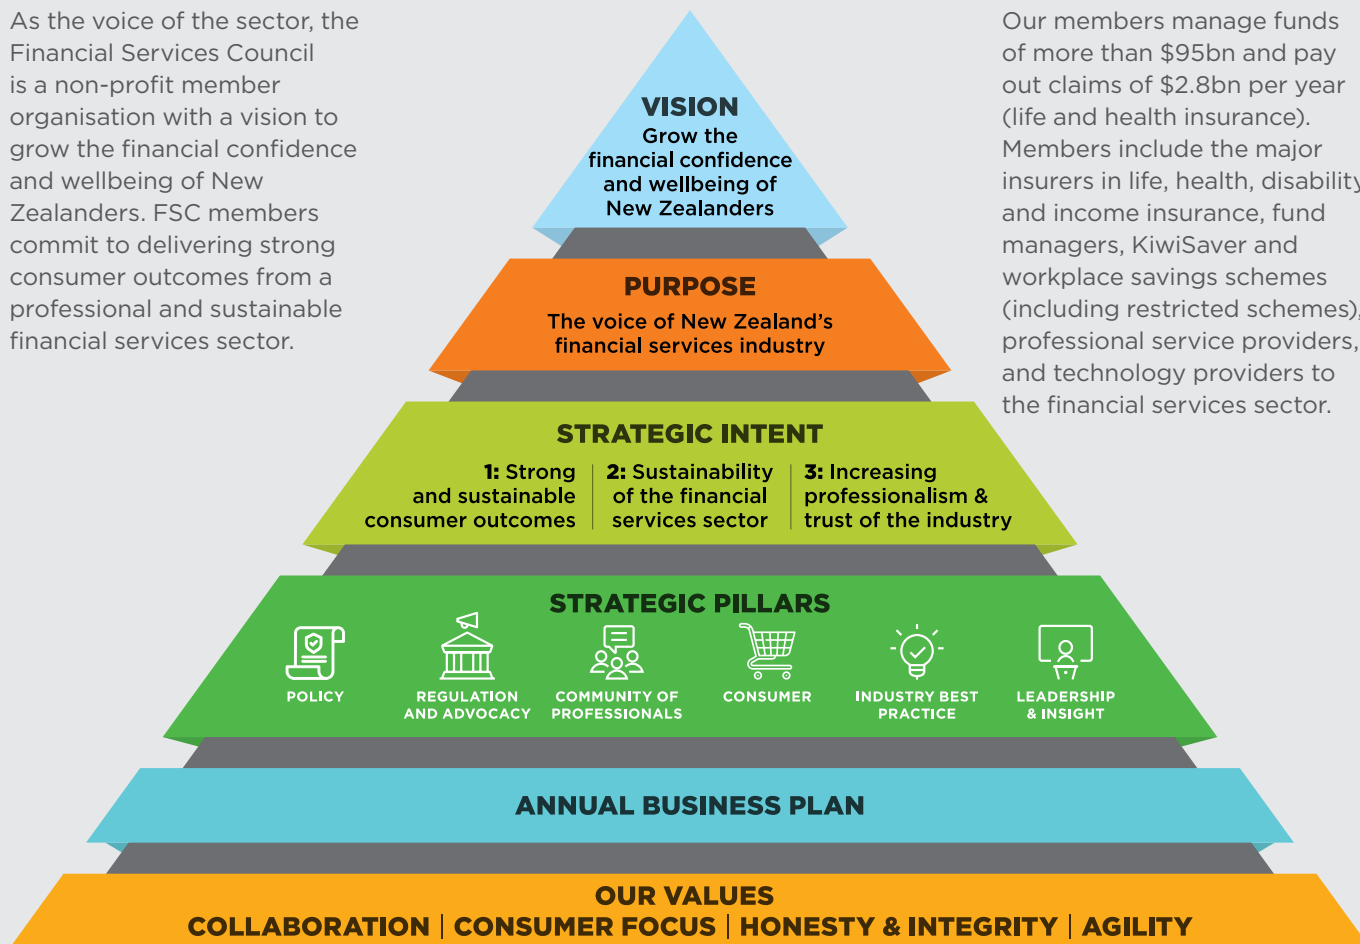 As the voice of the sector, the
Financial Services Council
is a non-profit member
organisation with a vision to
grow the financial confidence
and wellbeing of New
Zealanders. FSC members
commit to delivering strong
consumer outcomes from a
professional and sustainable
financial services sector.
VISION
Grow the
financial confidence
and wellbeing of
New Zealanders
Our members manage funds
of more than $95bn and pay
out claims of $2.8bn per year
(life and health insurance).
Members include the major
insurers in life, health, disability
and income insurance, fund
managers, KiwiSaver and
workplace savings schemes
(including restricted schemes),
professional service providers,
and technology providers to
the financial services sector.
PURPOSE
The voice of New Zealand's
financial services industry
STRATEGIC INTENT
1: Strong
and sustainable
consumer outcomes
2: Sustainability
of the financial
services sector
3: Increasing
professionalism &
trust of the industry
STRATEGIC PILLARS
POLICY
REGULATION
AND ADVOCACY
COMMUNITY OF
PROFESSIONALS
CONSUMER
INDUSTRY BEST
PRACTICE
LEADERSHIP
& INSIGHT
ANNUAL BUSINESS PLAN
OUR VALUES
COLLABORATION | CONSUMER FOCUS | HONESTY & INTEGRITY | AGILITY